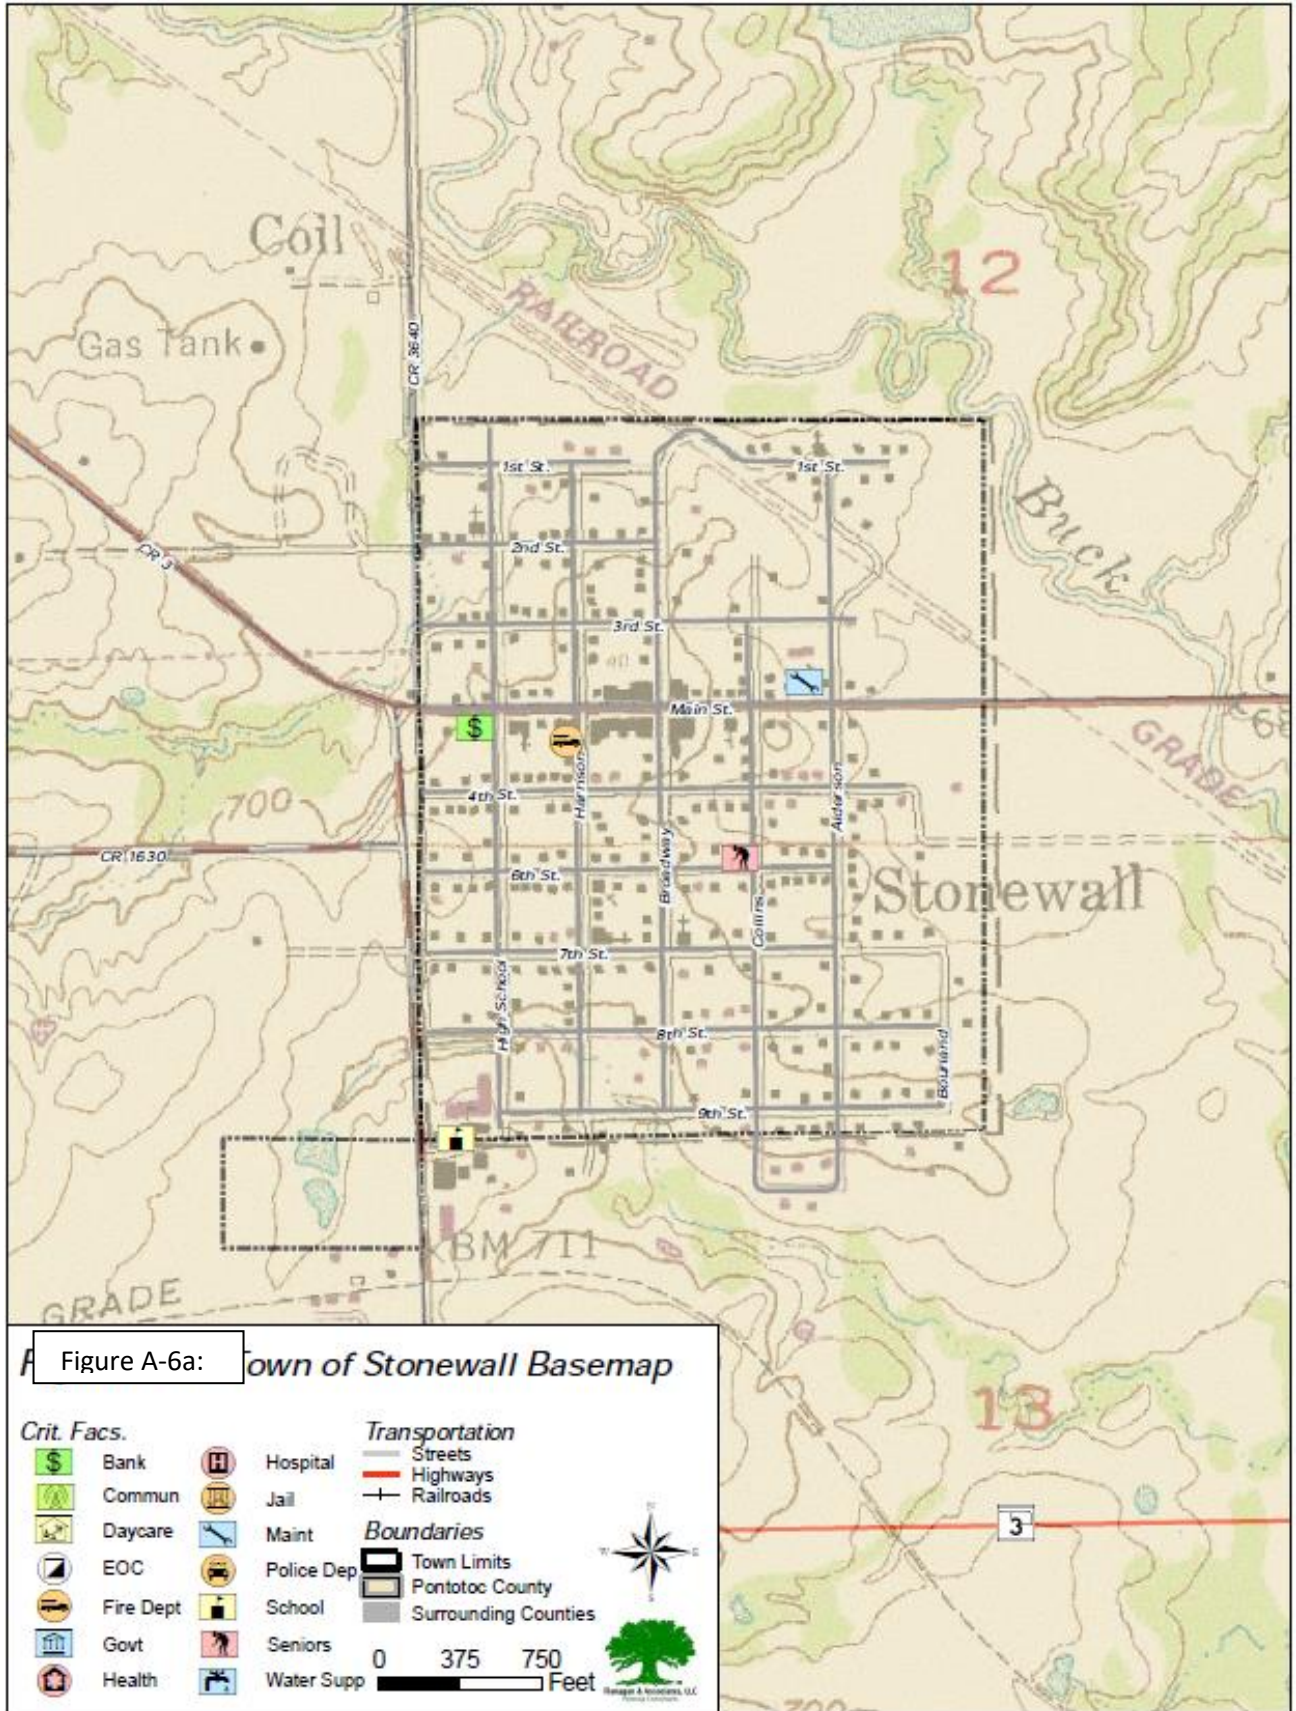 12
Coil
RAILROAD
Gas Tank
CR 3640
1st St.
1st St.
Buck
CR 3
2nd St.
3rd St.
Main St.
GRADE
700
4th St.
Harrison
Alderson
CR 1630
6th St.
Broadway
Stonewall
Collins
7th St.
High School
8th St.
Bourland
9th St.
BM 711
GRADE
Figure A-6a:
Town of Stonewall Basemap
13
Crit. Facs.
Bank
Commun
Daycare
EOC
Fire Dept
Govt
Health
Hospital
Jail
Maint
Police Dep
School
Seniors
Water Supp
Transportation
Streets
Highways
Railroads
Boundaries
Town Limits
Pontotoc County
Surrounding Counties
0 375 750
Feet
W E
S
Flanagan & Associates, LLC
3
700